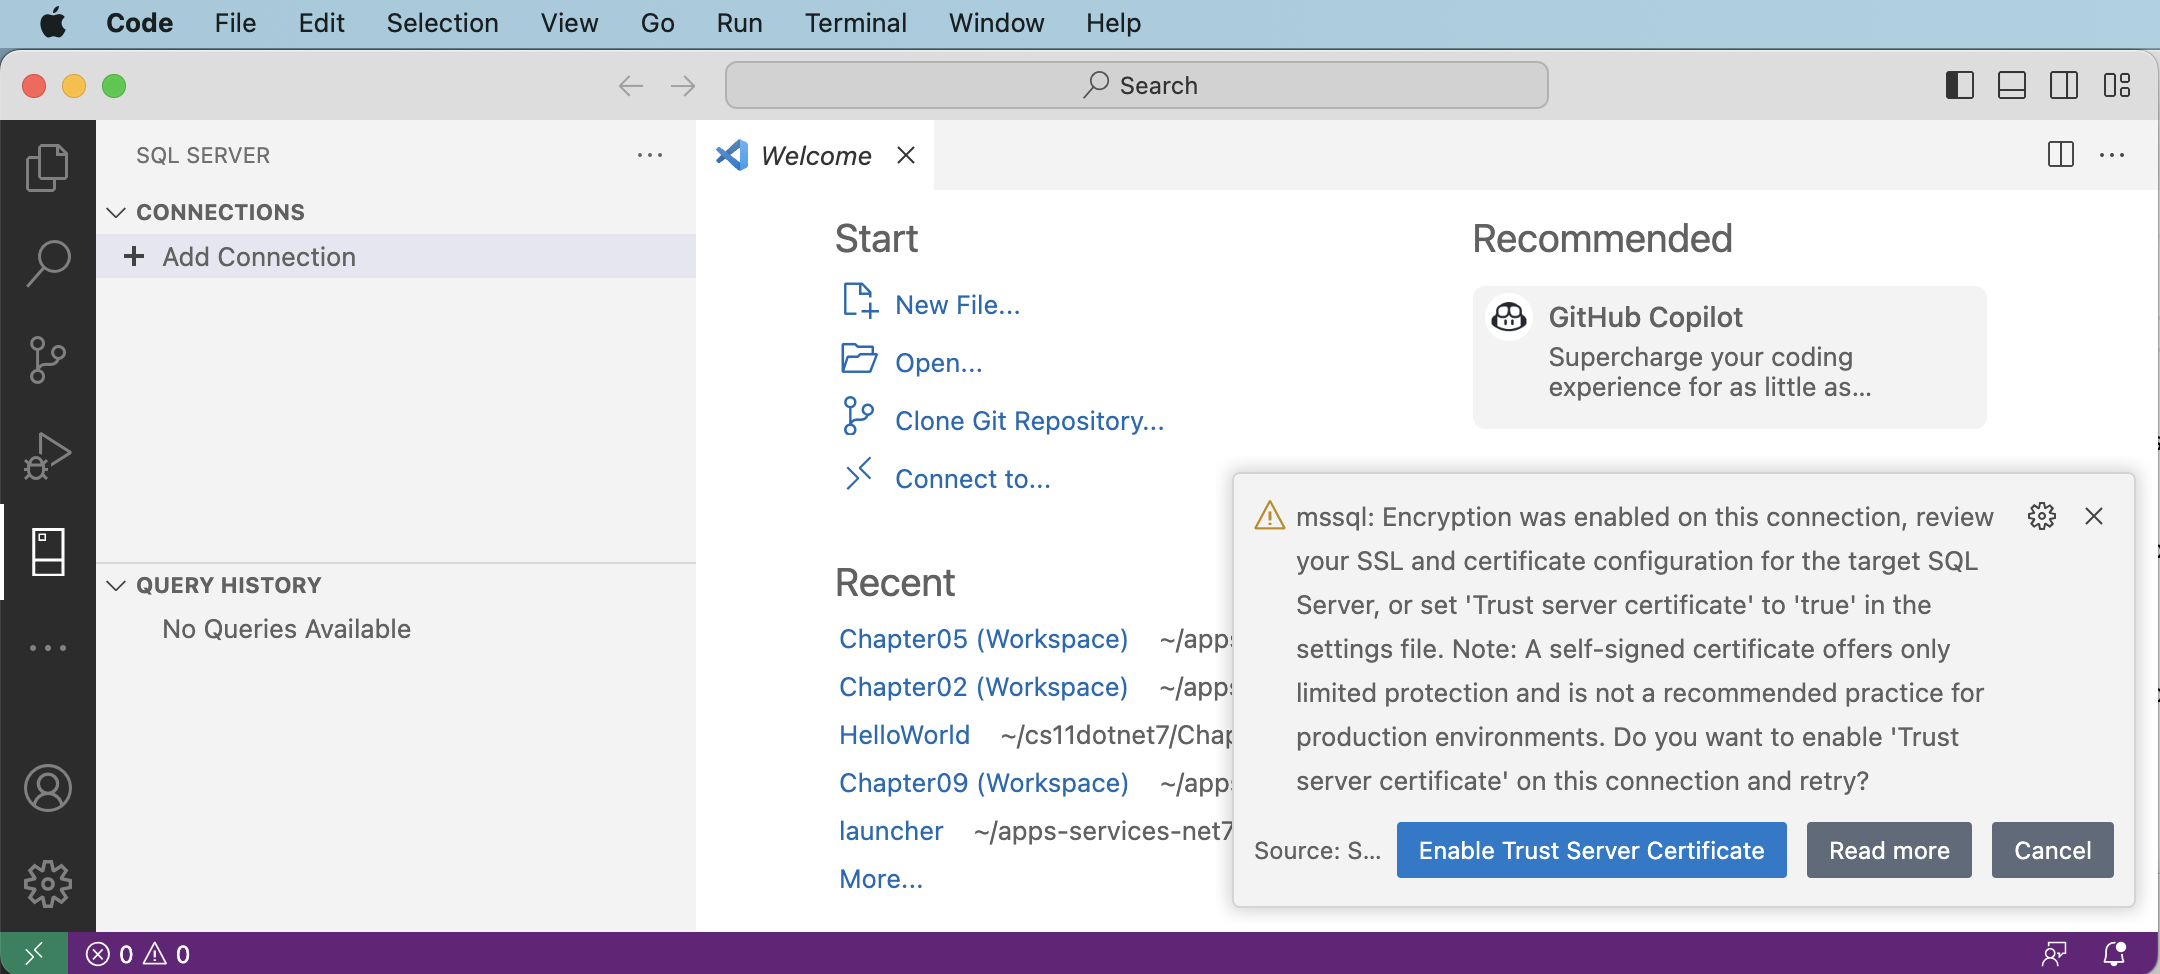 Code File Edit Selection View Go Run Terminal Window Help
Search
SQL SERVER
CONNECTIONS
Add Connection
QUERY HISTORY
No Queries Available
Welcome
Start
New File...
Open...
Clone Git Repository...
Connect to...
Recent
Chapter05 (Workspace) ~/apps
Chapter02 (Workspace) ~/apps
HelloWorld ~/cs11dotnet7/Chap
Chapter09 (Workspace) ~/apps
launcher ~/apps-services-net7
More...
Recommended
GitHub Copilot
Supercharge your coding
experience for as little as...
mssql: Encryption was enabled on this connection, review
your SSL and certificate configuration for the target SQL
Server, or set 'Trust server certificate' to 'true' in the
settings file. Note: A self-signed certificate offers only
limited protection and is not a recommended practice for
production environments. Do you want to enable 'Trust
server certificate' on this connection and retry?
Source: S... Enable Trust Server Certificate Read more Cancel
0 0